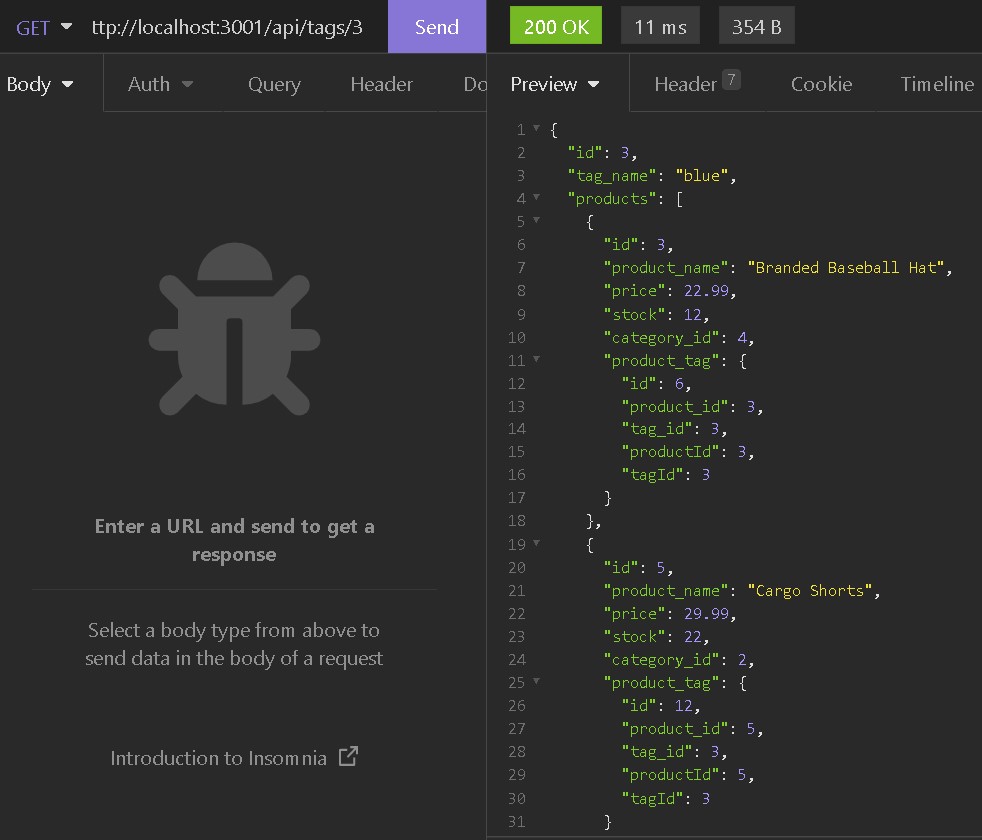 GET ttp://localhost:3001/api/tags/3 Send 200 OK 11 ms 354 B
Body Auth Query Header Do Preview Header 7 Cookie Timeline
Enter a URL and send to get a
response
Select a body type from above to
send data in the body of a request
Introduction to Insomnia
1 {
2 "id": 3,
3 "tag_name": "blue",
4 "products": [
5 {
6 "id": 3,
7 "product_name": "Branded Baseball Hat",
8 "price": 22.99,
9 "stock": 12,
10 "category_id": 4,
11 "product_tag": {
12 "id": 6,
13 "product_id": 3,
14 "tag_id": 3,
15 "productId": 3,
16 "tagId": 3
17 }
18 },
19 {
20 "id": 5,
21 "product_name": "Cargo Shorts",
22 "price": 29.99,
23 "stock": 22,
24 "category_id": 2,
25 "product_tag": {
26 "id": 12,
27 "product_id": 5,
28 "tag_id": 3,
29 "productId": 5,
30 "tagId": 3
31 }